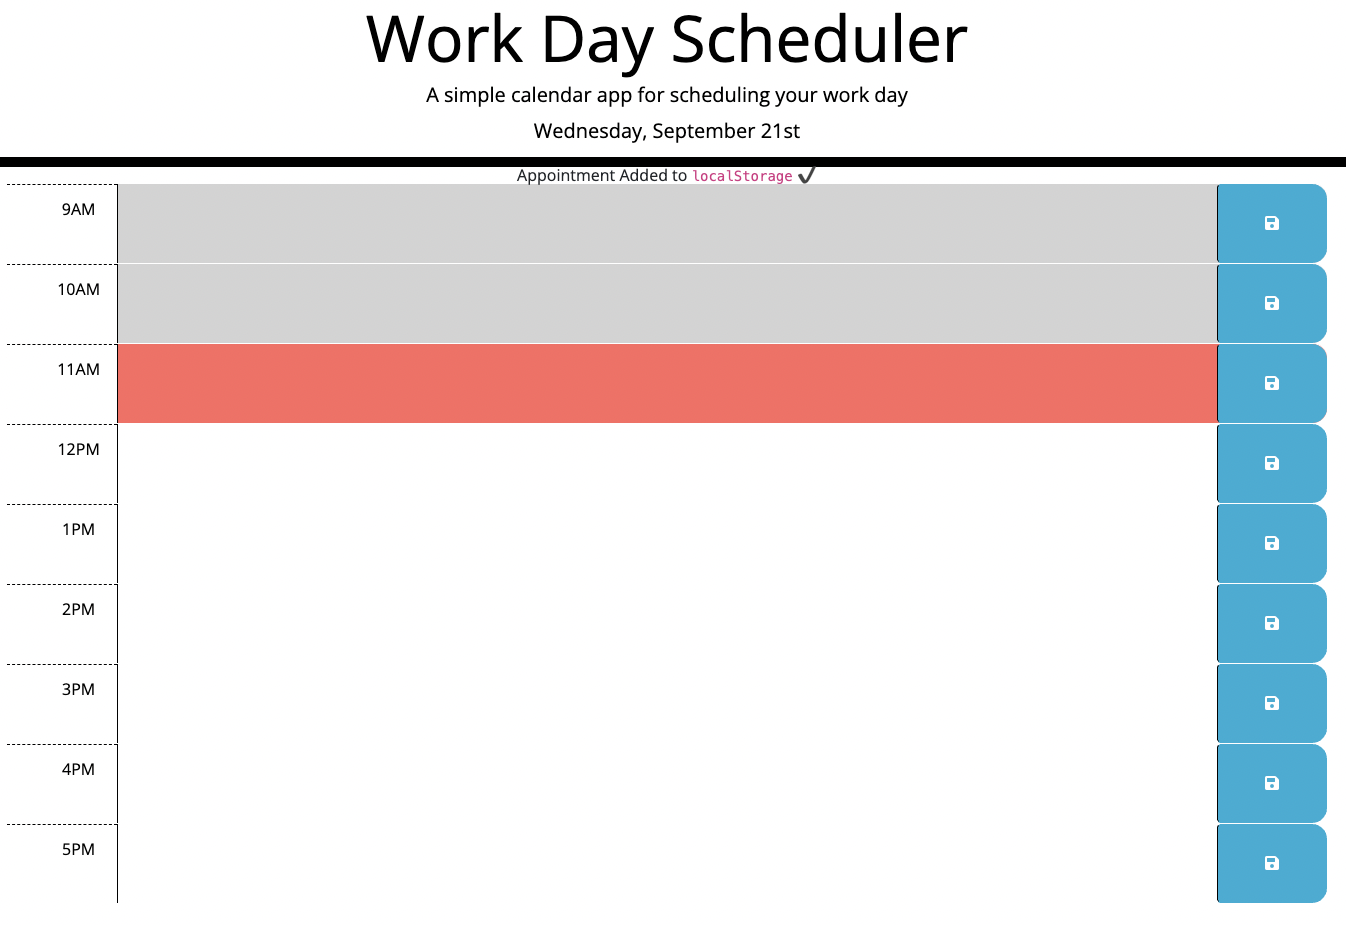 Work Day Scheduler
A simple calendar app for scheduling your work day
Wednesday, September 21st
Appointment Added to localStorage ✔️
9AM
10AM
11AM
12PM
1PM
2PM
3PM
4PM
5PM